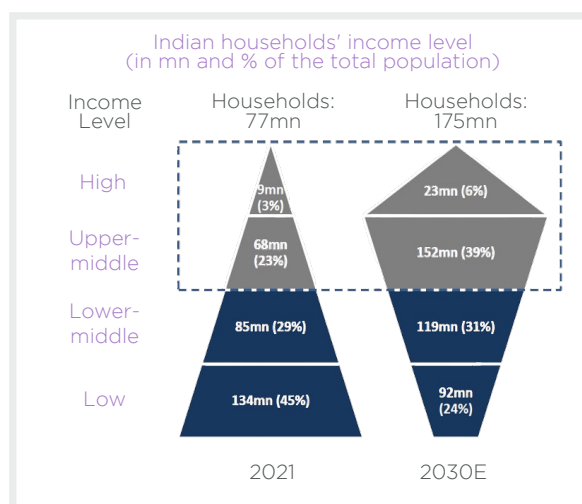 Indian households' income level
(in mn and % of the total population)
Income
Level
Households:
77mn
Households:
175mn
High
9mn
(3%)
23mn (6%)
Upper-
middle
68mn
(23%)
152mn (39%)
Lower-
middle
85mn (29%)
119mn (31%)
Low
134mn (45%)
92mn
(24%)
2021
2030E